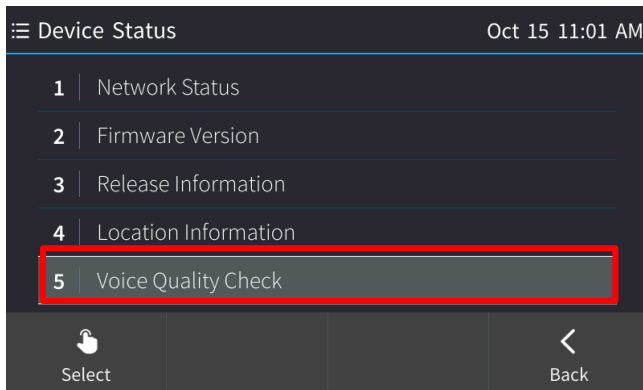 Device Status Oct 15 11:01 AM
1 Network Status
2 Firmware Version
3 Release Information
4 Location Information
5 Voice Quality Check
Select Back